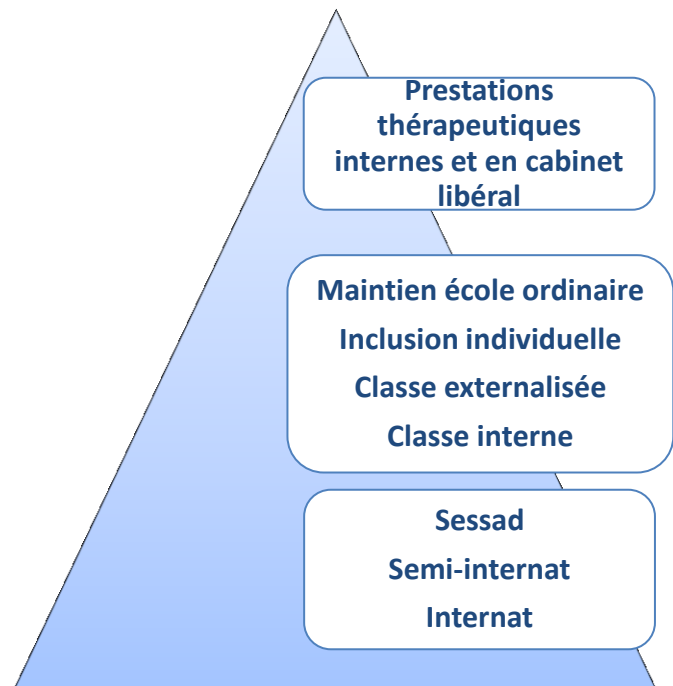 Prestations
thérapeutiques
internes et en cabinet
libéral
Maintien école ordinaire
Inclusion individuelle
Classe externalisée
Classe interne
Sessad
Semi-internat
Internat